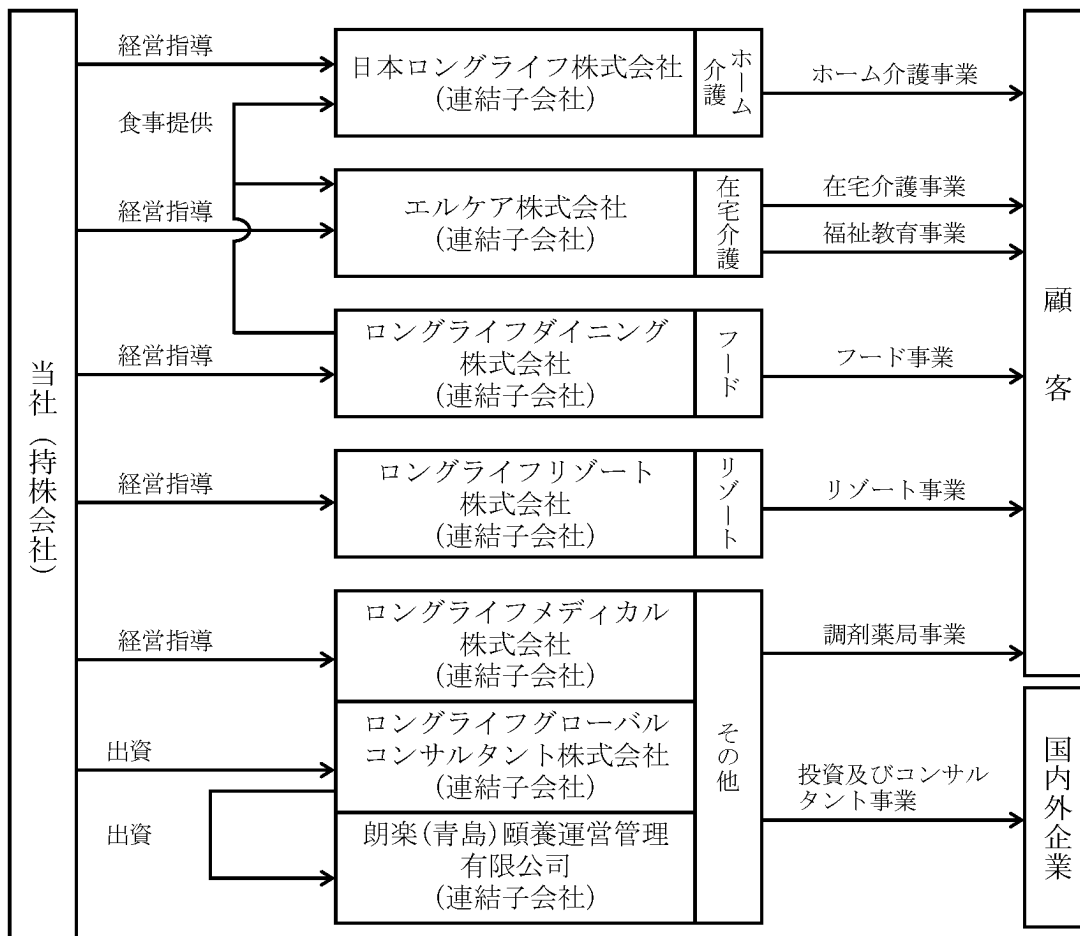 当社（持株会社）
経営指導
食事提供
日本ロングライフ株式会社
(連結子会社)
ホーム
介護
ホーム介護事業
経営指導
エルケア株式会社
(連結子会社)
在宅介護
在宅介護事業
福祉教育事業
経営指導
ロングライフダイニング
株式会社
(連結子会社)
フード
フード事業
経営指導
ロングライフリゾート
株式会社
(連結子会社)
リゾート
リゾート事業
経営指導
ロングライフメディカル
株式会社
(連結子会社)
調剤薬局事業
出資
ロングライフグローバル
コンサルタント株式会社
(連結子会社)
その他
投資及びコンサル
タント事業
出資
朗楽(青島)頤養運営管理
有限公司
(連結子会社)
顧客
国内外企業